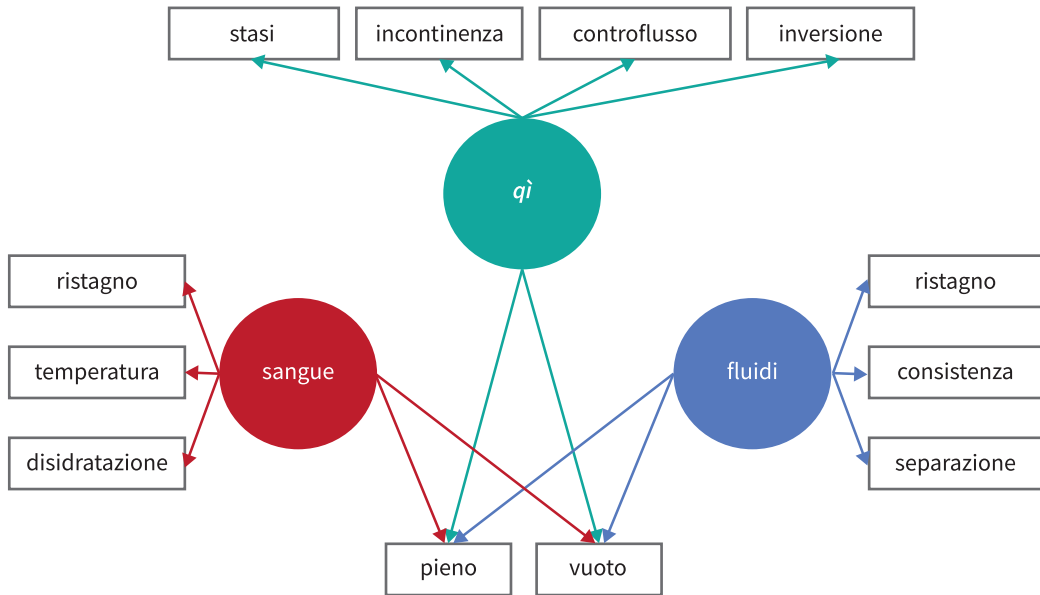 stasi
incontinenza
controflusso
inversione
qì
ristagno
temperatura
disidratazione
sangue
fluidi
ristagno
consistenza
separazione
pieno
vuoto